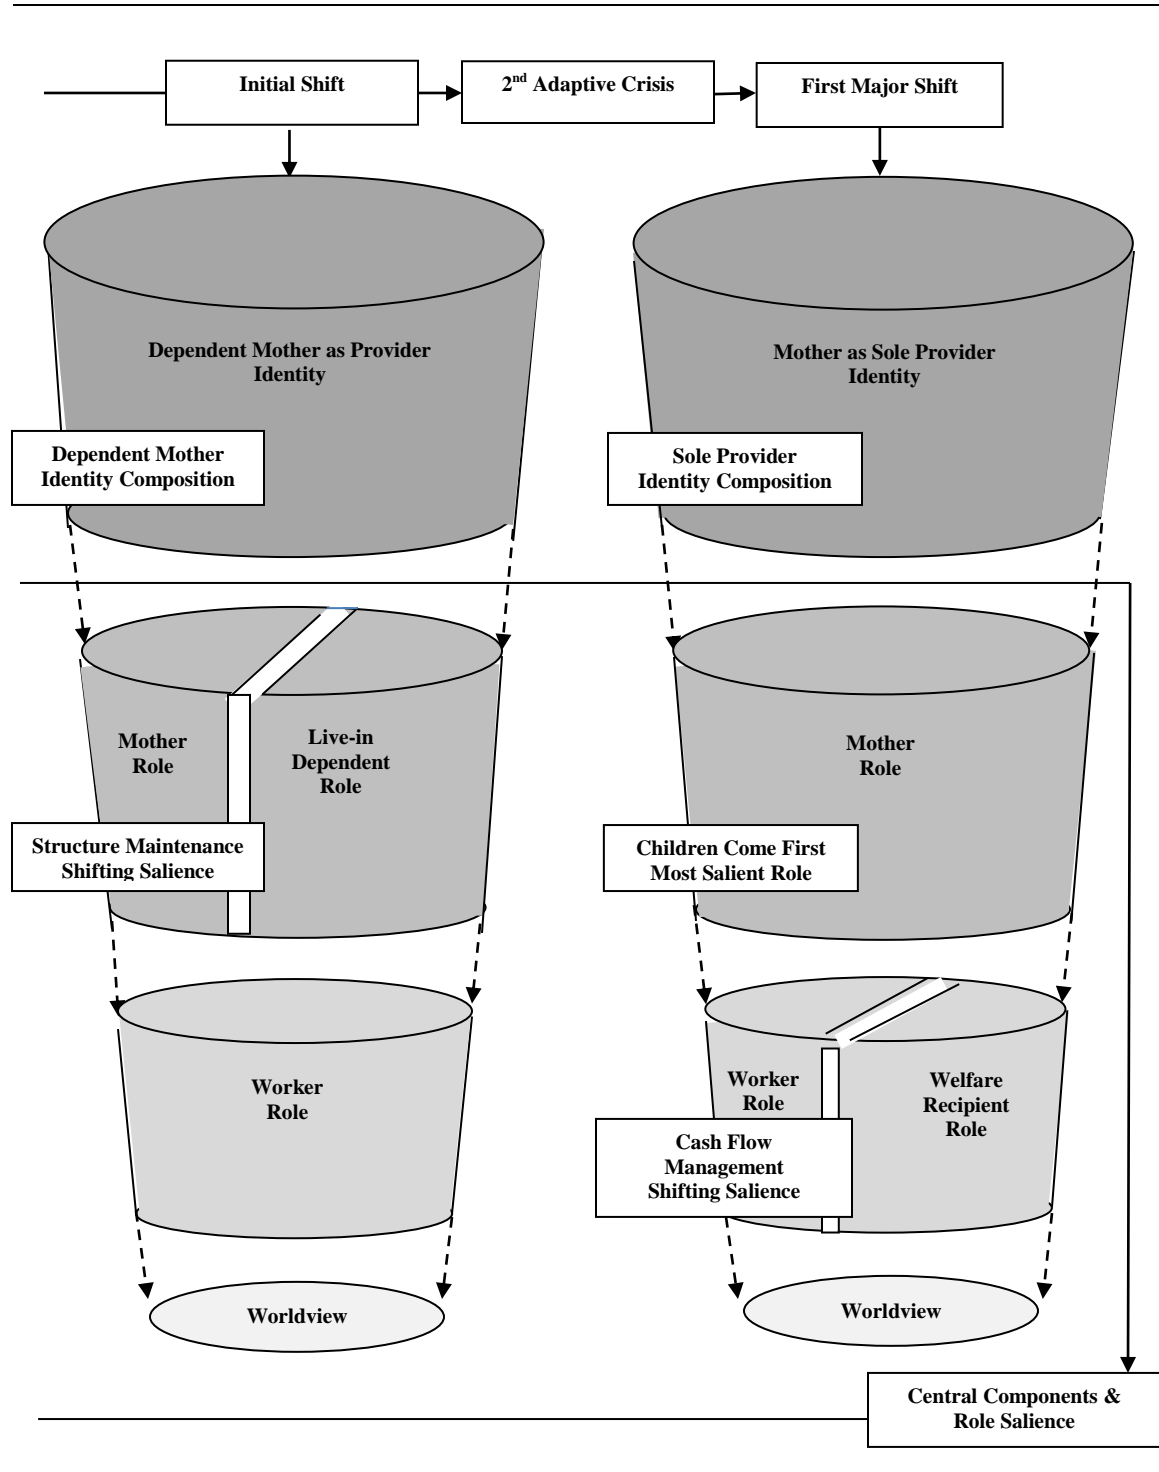 Initial Shift
2nd Adaptive Crisis
First Major Shift
Dependent Mother as Provider
Identity
Mother as Sole Provider
Identity
Dependent Mother
Identity Composition
Sole Provider
Identity Composition
Mother
Role
Live-in
Dependent
Role
Mother
Role
Structure Maintenance
Shifting Salience
Children Come First
Most Salient Role
Worker
Role
Worker
Role
Welfare
Recipient
Role
Cash Flow
Management
Shifting Salience
Worldview
Worldview
Central Components &
Role Salience